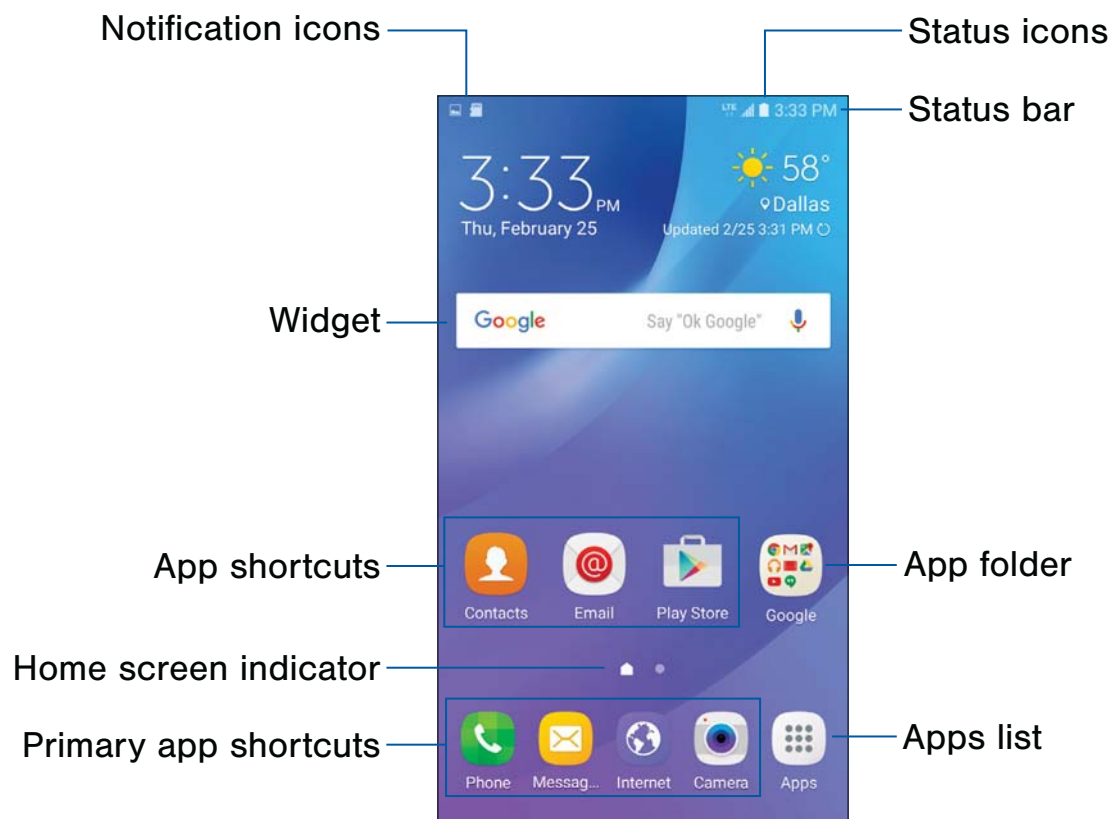 Notification icons
Status icons
Status bar
LTE 3:33 PM
3:33 PM
Thu, February 25
58°
Dallas
Updated 2/25 3:31 PM
Widget
Google Say "Ok Google"
App shortcuts
Contacts Email Play Store Google
App folder
Home screen indicator
Primary app shortcuts
Phone Messag... Internet Camera Apps
Apps list